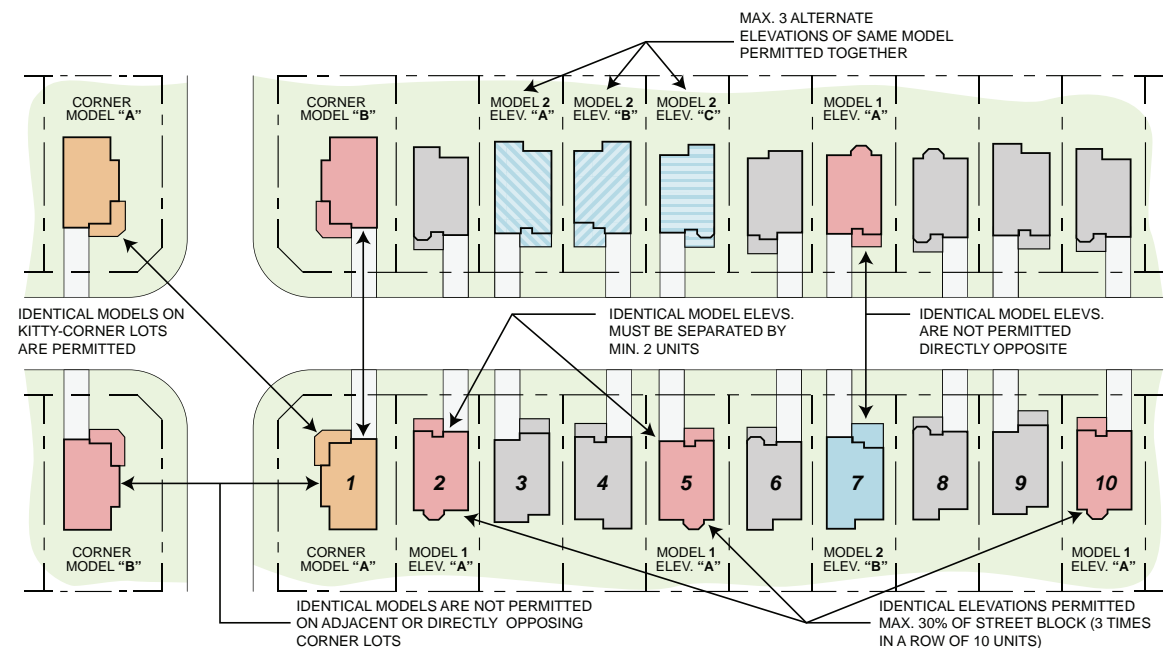 MAX. 3 ALTERNATE
ELEVATIONS OF SAME MODEL
PERMITTED TOGETHER
CORNER
MODEL “A”
CORNER
MODEL “B”
MODEL 2
ELEV. “A”
MODEL 2
ELEV. “B”
MODEL 2
ELEV. “C”
MODEL 1
ELEV. “A”
IDENTICAL MODELS ON
KITTY-CORNER LOTS
ARE PERMITTED
IDENTICAL MODEL ELEVS.
MUST BE SEPARATED BY
MIN. 2 UNITS
IDENTICAL MODEL ELEVS.
ARE NOT PERMITTED
DIRECTLY OPPOSITE
1
2
3
4
5
6
7
8
9
10
CORNER
MODEL “B”
CORNER
MODEL “A”
MODEL 1
ELEV. “A”
MODEL 1
ELEV. “A”
MODEL 2
ELEV. “B”
MODEL 1
ELEV. “A”
IDENTICAL MODELS ARE NOT PERMITTED
ON ADJACENT OR DIRECTLY OPPOSING
CORNER LOTS
IDENTICAL ELEVATIONS PERMITTED
MAX. 30% OF STREET BLOCK (3 TIMES
IN A ROW OF 10 UNITS)